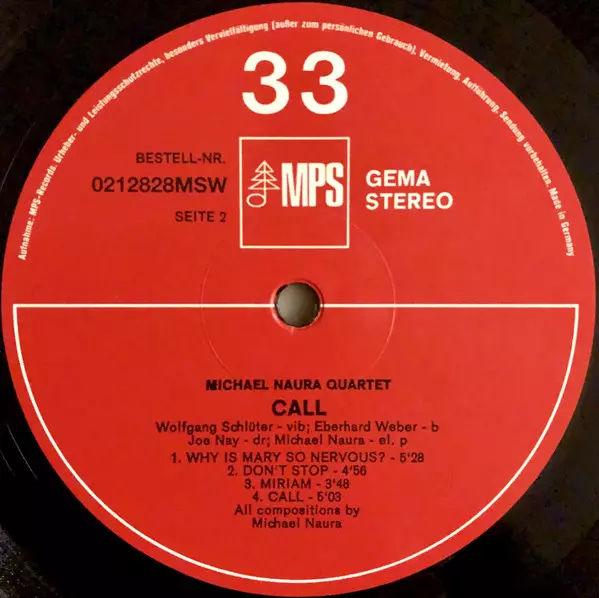 Aufnahme: MPS-Records. Urheber- und Leistungsschutzrechte, besonders Vervielfältigung (außer zum persönlichen Gebrauch), Vermietung, Aufführung, Sendung vorbehalten. Made in Germany
33
BESTELL-NR.
0212828MSW
SEITE 2
MPS
GEMA
STEREO
MICHAEL NAURA QUARTET
CALL
Wolfgang Schlüter - vib; Eberhard Weber - b
Joe Nay - dr; Michael Naura - el. p
1. WHY IS MARY SO NERVOUS? - 5'28
2. DON'T STOP - 4'56
3. MIRIAM - 3'48
4. CALL - 5'03
All compositions by
Michael Naura